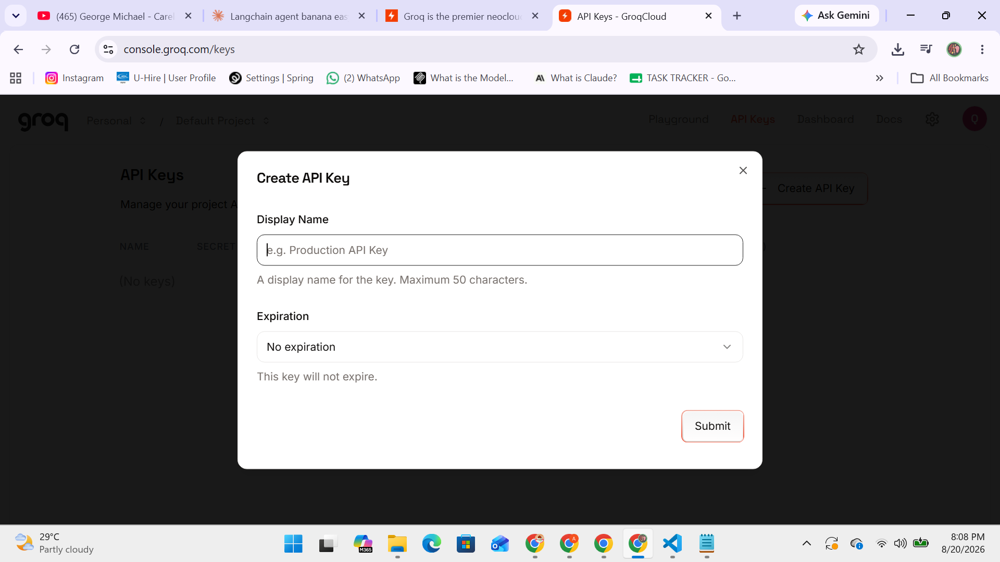 (465) George Michael - Carel
Langchain agent banana eas
Groq is the premier neoclou
API Keys - GroqCloud
Ask Gemini
console.groq.com/keys
Instagram
U-Hire | User Profile
Settings | Spring
(2) WhatsApp
What is the Model...
What is Claude?
TASK TRACKER - Go...
All Bookmarks
groq
Personal
/
Default Project
Playground
API Keys
Dashboard
Docs
Q
API Keys
Manage your project A
Create API Key
NAME
SECRET
(No keys)
Create API Key
Display Name
e.g. Production API Key
A display name for the key. Maximum 50 characters.
Expiration
No expiration
This key will not expire.
Submit
29°C
Partly cloudy
M365
A
8:08 PM
8/20/2026